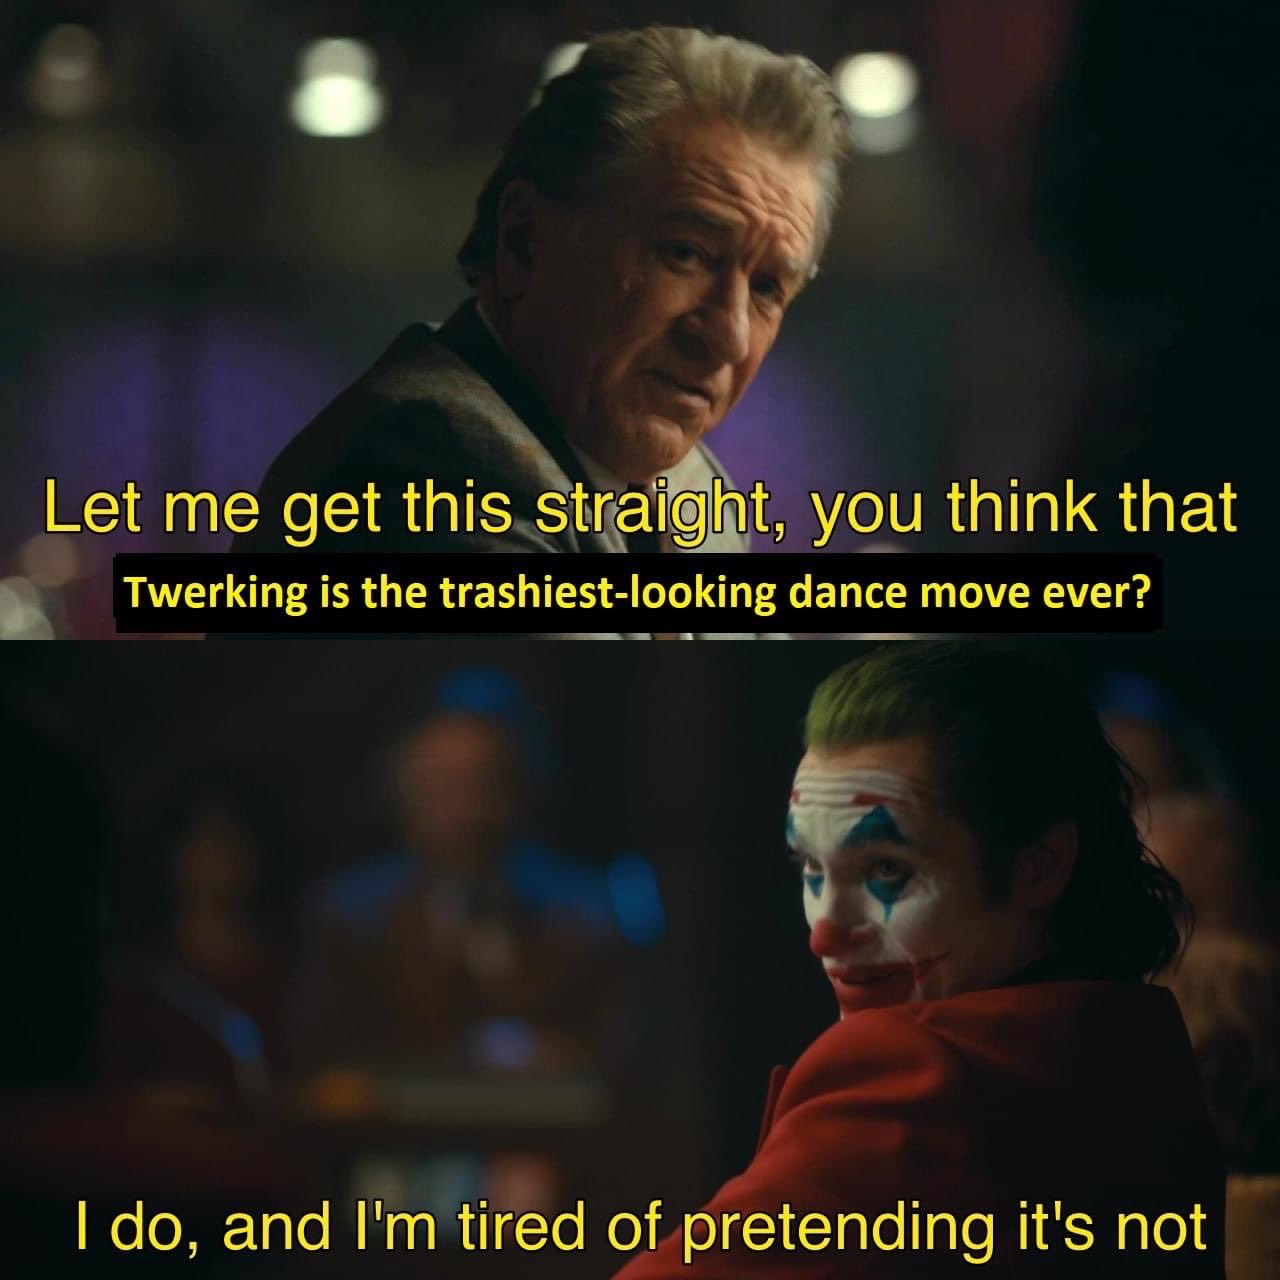 Let me get this straight, you think that
Twerking is the trashiest-looking dance move ever?
I do, and I'm tired of pretending it's not